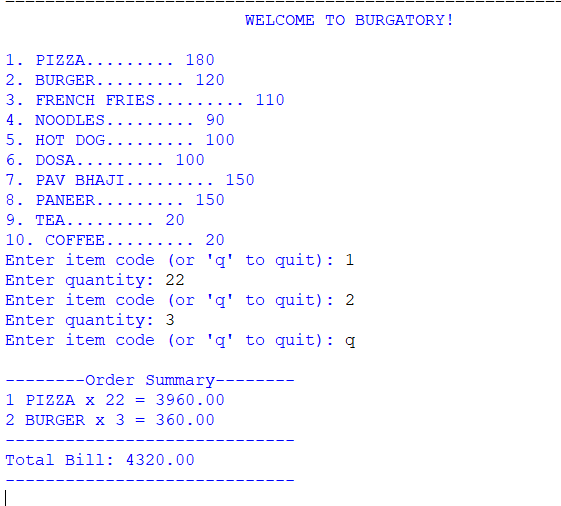 WELCOME TO BURGATORY!
1. PIZZA......... 180
2. BURGER......... 120
3. FRENCH FRIES......... 110
4. NOODLES......... 90
5. HOT DOG......... 100
6. DOSA......... 100
7. PAV BHAJI......... 150
8. PANEER......... 150
9. TEA......... 20
10. COFFEE......... 20
Enter item code (or 'q' to quit): 1
Enter quantity: 22
Enter item code (or 'q' to quit): 2
Enter quantity: 3
Enter item code (or 'q' to quit): q
--------Order Summary--------
1 PIZZA x 22 = 3960.00
2 BURGER x 3 = 360.00
-----------------------------
Total Bill: 4320.00
-----------------------------